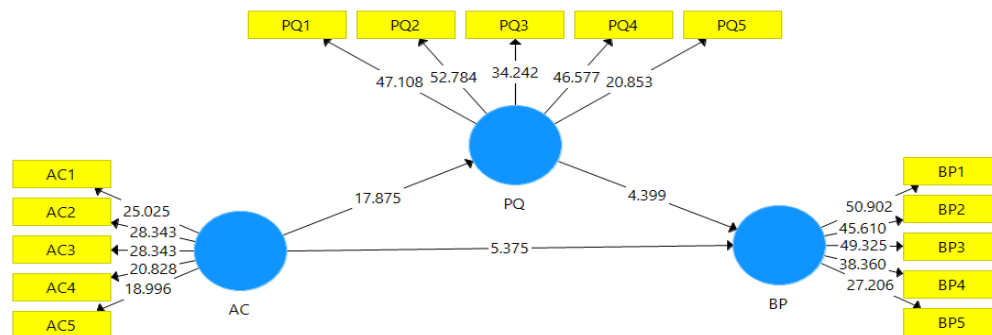 PQ1 PQ2 PQ3 PQ4 PQ5
47.108 52.784 34.242 46.577 20.853
AC1
AC2
AC3
AC4
AC5
25.025
28.343
28.343
20.828
18.996
AC
17.875
PQ
4.399
5.375
BP
50.902
45.610
49.325
38.360
27.206
BP1
BP2
BP3
BP4
BP5